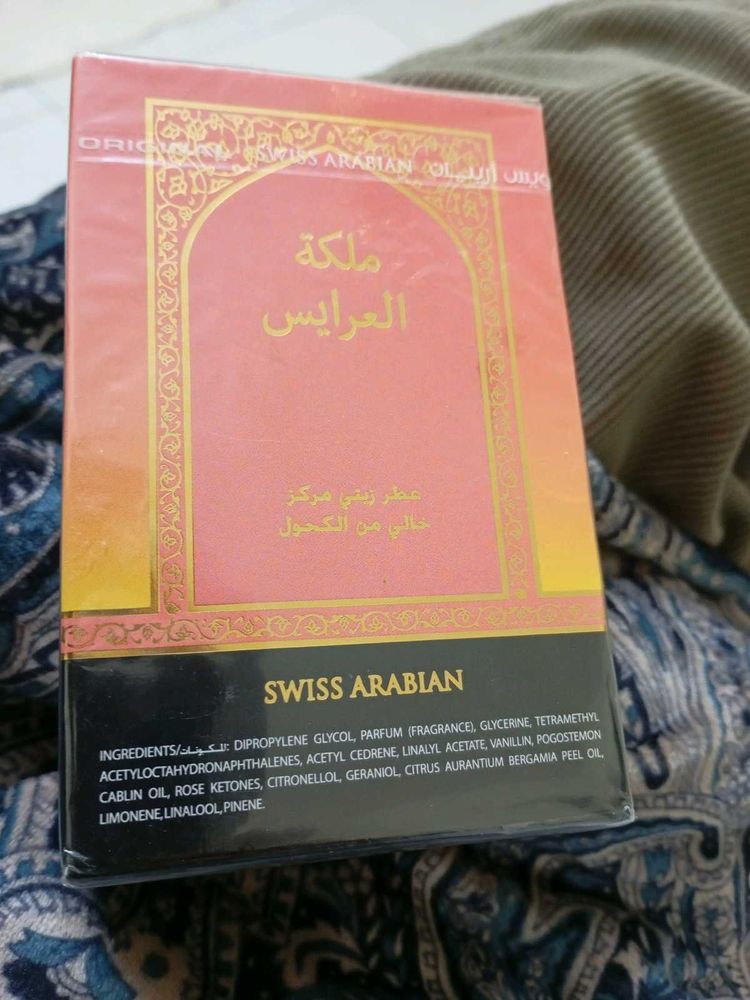 ORIGINAL SWISS ARABIAN سويس أربيان
ملكة
العرايس
عطر زيتي مركز
خالي من الكحول
SWISS ARABIAN
INGREDIENTS/المكونات: DIPROPYLENE GLYCOL, PARFUM (FRAGRANCE), GLYCERINE, TETRAMETHYL
ACETYLOCTAHYDRONAPHTHALENES, ACETYL CEDRENE, LINALYL ACETATE, VANILLIN, POGOSTEMON
CABLIN OIL, ROSE KETONES, CITRONELLOL, GERANIOL, CITRUS AURANTIUM BERGAMIA PEEL OIL,
LIMONENE,LINALOOL,PINENE.